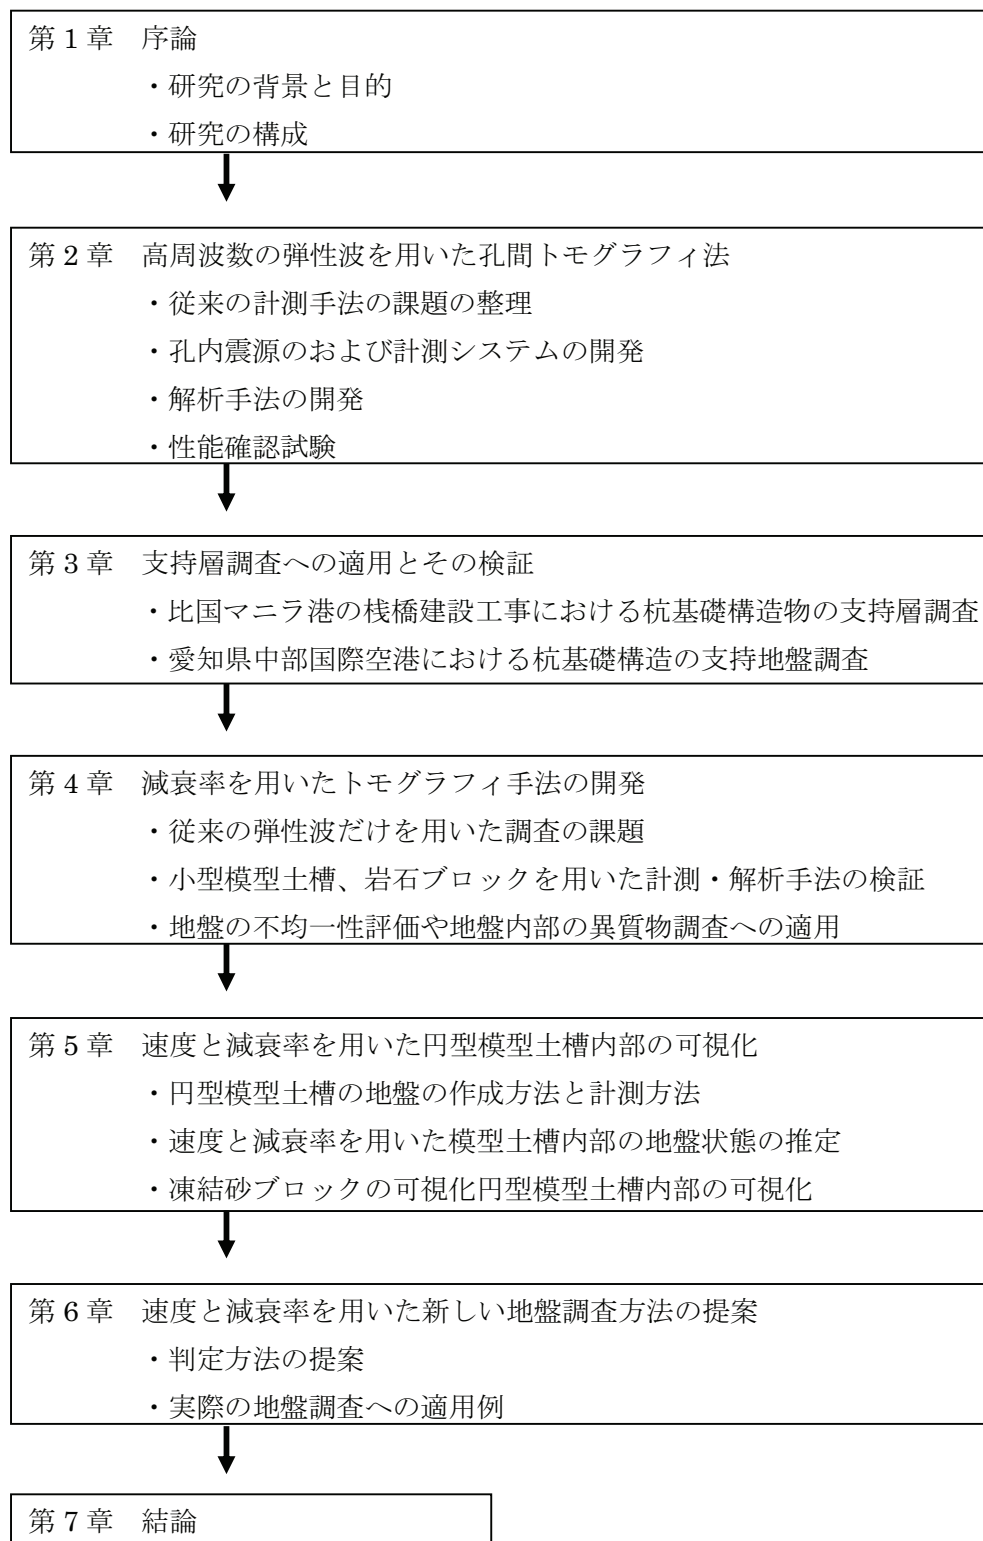 第 1 章　序論
・研究の背景と目的
・研究の構成
第 2 章　高周波数の弾性波を用いた孔間トモグラフィ法
・従来の計測手法の課題の整理
・孔内震源のおよび計測システムの開発
・解析手法の開発
・性能確認試験
第 3 章　支持層調査への適用とその検証
・比国マニラ港の桟橋建設工事における杭基礎構造物の支持層調査
・愛知県中部国際空港における杭基礎構造の支持地盤調査
第 4 章　減衰率を用いたトモグラフィ手法の開発
・従来の弾性波だけを用いた調査の課題
・小型模型土槽、岩石ブロックを用いた計測・解析手法の検証
・地盤の不均一性評価や地盤内部の異質物調査への適用
第 5 章　速度と減衰率を用いた円型模型土槽内部の可視化
・円型模型土槽の地盤の作成方法と計測方法
・速度と減衰率を用いた模型土槽内部の地盤状態の推定
・凍結砂ブロックの可視化円型模型土槽内部の可視化
第 6 章　速度と減衰率を用いた新しい地盤調査方法の提案
・判定方法の提案
・実際の地盤調査への適用例
第 7 章　結論